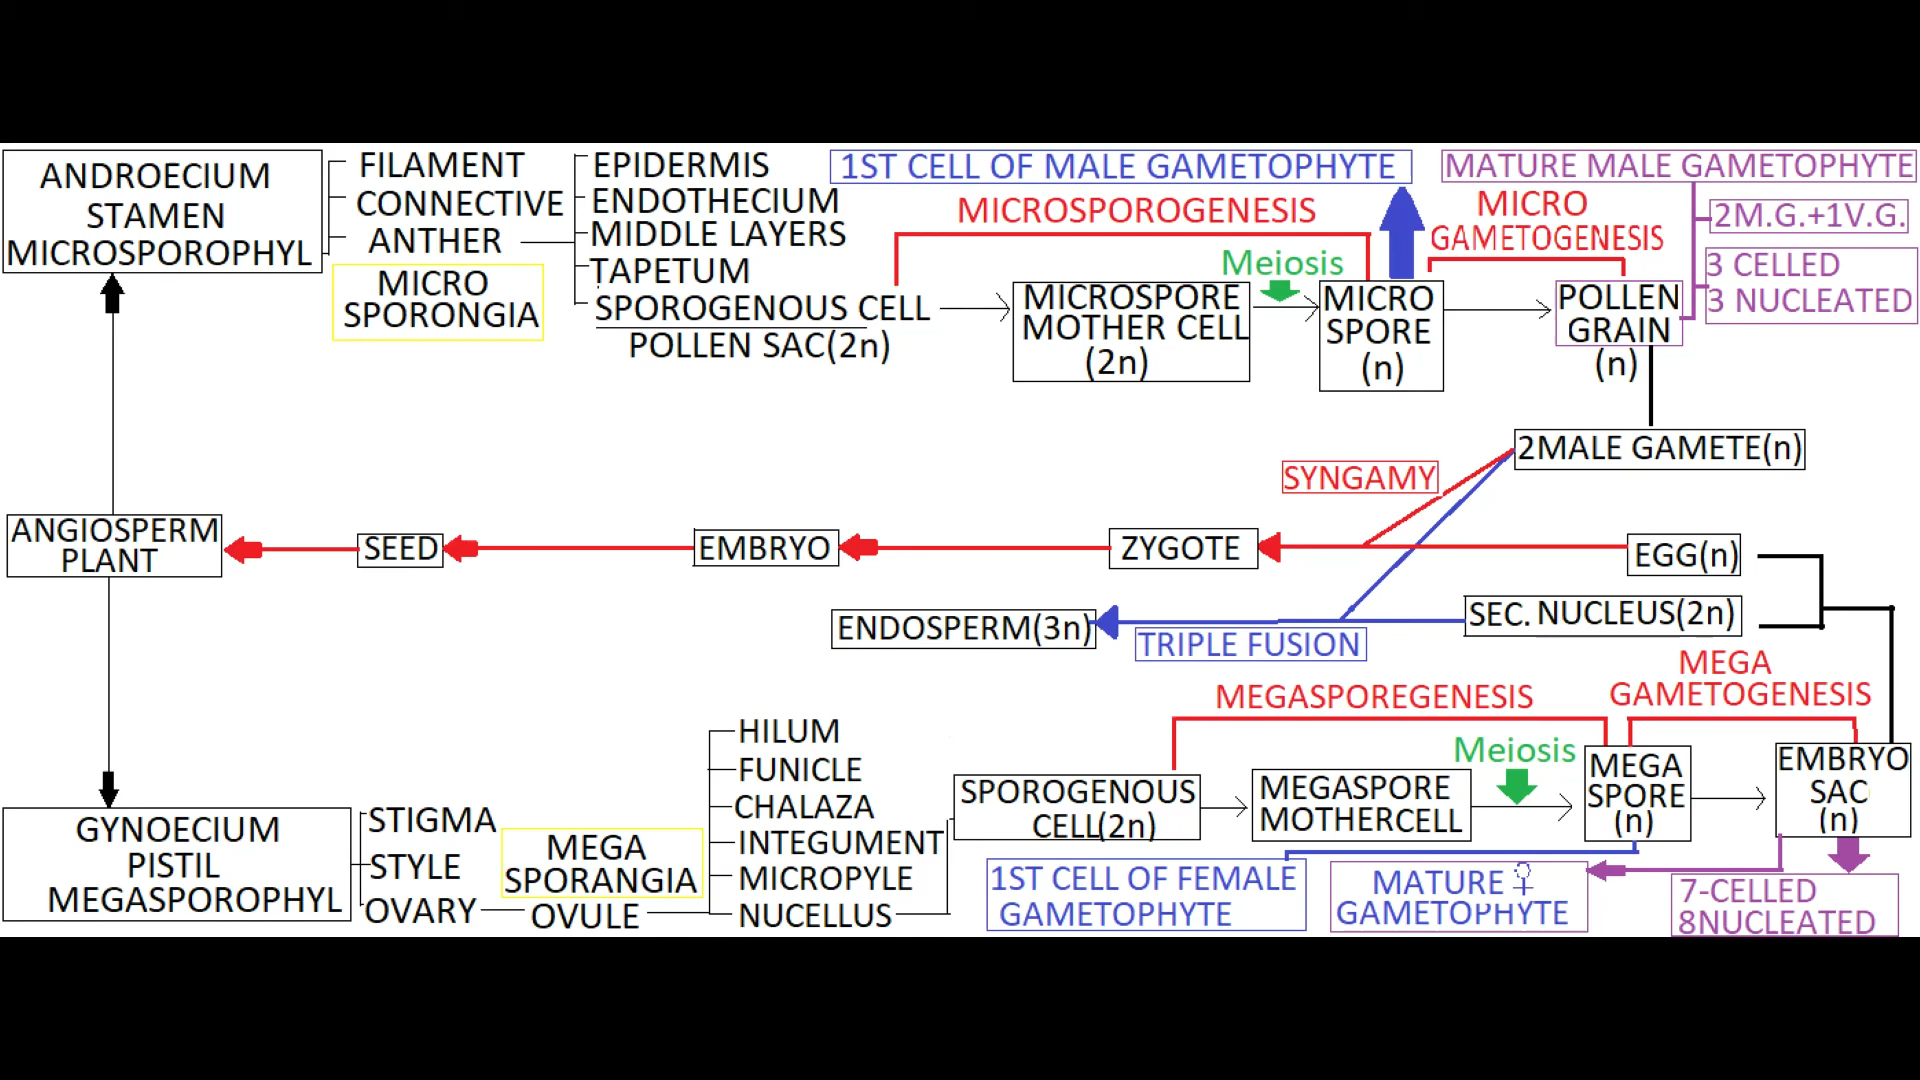 ANDROECIUM
STAMEN
MICROSPOROPHYL
FILAMENT
CONNECTIVE
ANTHER
MICRO
SPORONGIA
EPIDERMIS
ENDOTHECIUM
MIDDLE LAYERS
TAPETUM
SPOROGENOUS CELL
POLLEN SAC(2n)
1ST CELL OF MALE GAMETOPHYTE
MICROSPOROGENESIS
Meiosis
MICROSPORE
MOTHER CELL
(2n)
MICRO
SPORE
(n)
MATURE MALE GAMETOPHYTE
MICRO
GAMETOGENESIS
2M.G.+1V.G.
3 CELLED
3 NUCLEATED
POLLEN
GRAIN
(n)
2MALE GAMETE(n)
SYNGAMY
ANGIOSPERM
PLANT
SEED
EMBRYO
ZYGOTE
EGG(n)
ENDOSPERM(3n)
TRIPLE FUSION
SEC. NUCLEUS(2n)
MEGASPOREGENESIS
MEGA
GAMETOGENESIS
GYNOECIUM
PISTIL
MEGASPOROPHYL
STIGMA
STYLE
OVARY
MEGA
SPORANGIA
OVULE
HILUM
FUNICLE
CHALAZA
INTEGUMENT
MICROPYLE
NUCELLUS
SPOROGENOUS
CELL(2n)
MEGASPORE
MOTHERCELL
Meiosis
MEGA
SPORE
(n)
EMBRYO
SAC
(n)
1ST CELL OF FEMALE
GAMETOPHYTE
MATURE ♀
GAMETOPHYTE
7-CELLED
8NUCLEATED